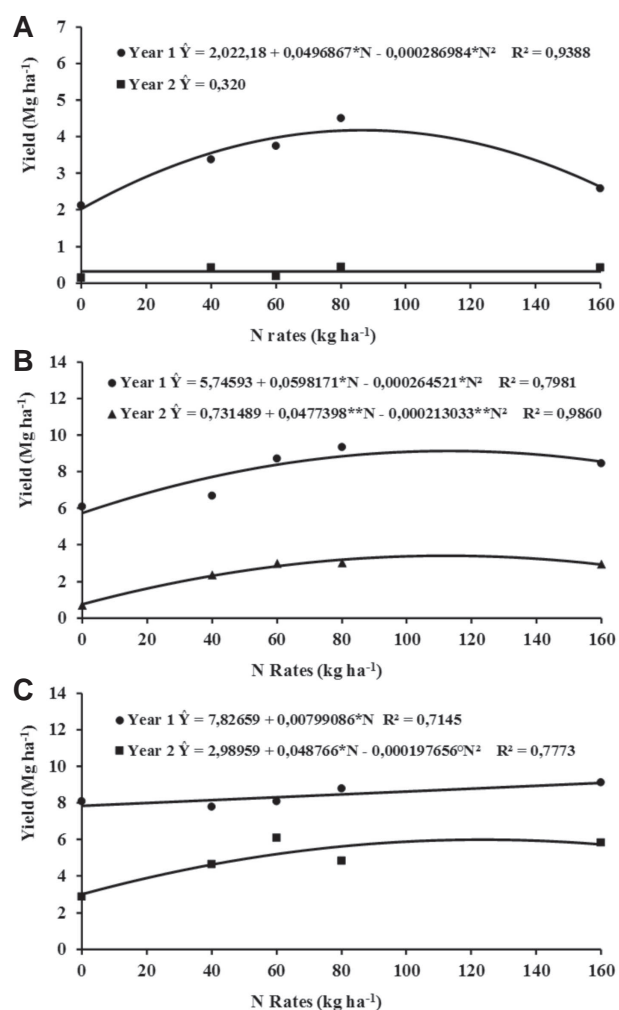 A
7
6
5
4
3
2
1
0
Yield (Mg ha⁻¹)
Year 1 Ŷ = 2,022,18 + 0,0496867*N - 0,000286984*N² R² = 0,9388
Year 2 Ŷ = 0,320
0 20 40 60 80 100 120 140 160
N rates (kg ha⁻¹)
B
14
12
10
8
6
4
2
0
Yield (Mg ha⁻¹)
Year 1 Ŷ = 5,74593 + 0,0598171*N - 0,000264521*N² R² = 0,7981
Year 2 Ŷ = 0,731489 + 0,0477398**N - 0,000213033**N² R² = 0,9860
0 20 40 60 80 100 120 140 160
N Rates (kg ha⁻¹)
C
14
12
10
8
6
4
2
0
Yield (Mg ha⁻¹)
Year 1 Ŷ = 7,82659 + 0,00799086*N R² = 0,7145
Year 2 Ŷ = 2,98959 + 0,048766*N - 0,000197656ᴼN² R² = 0,7773
0 20 40 60 80 100 120 140 160
N Rates (kg ha⁻¹)